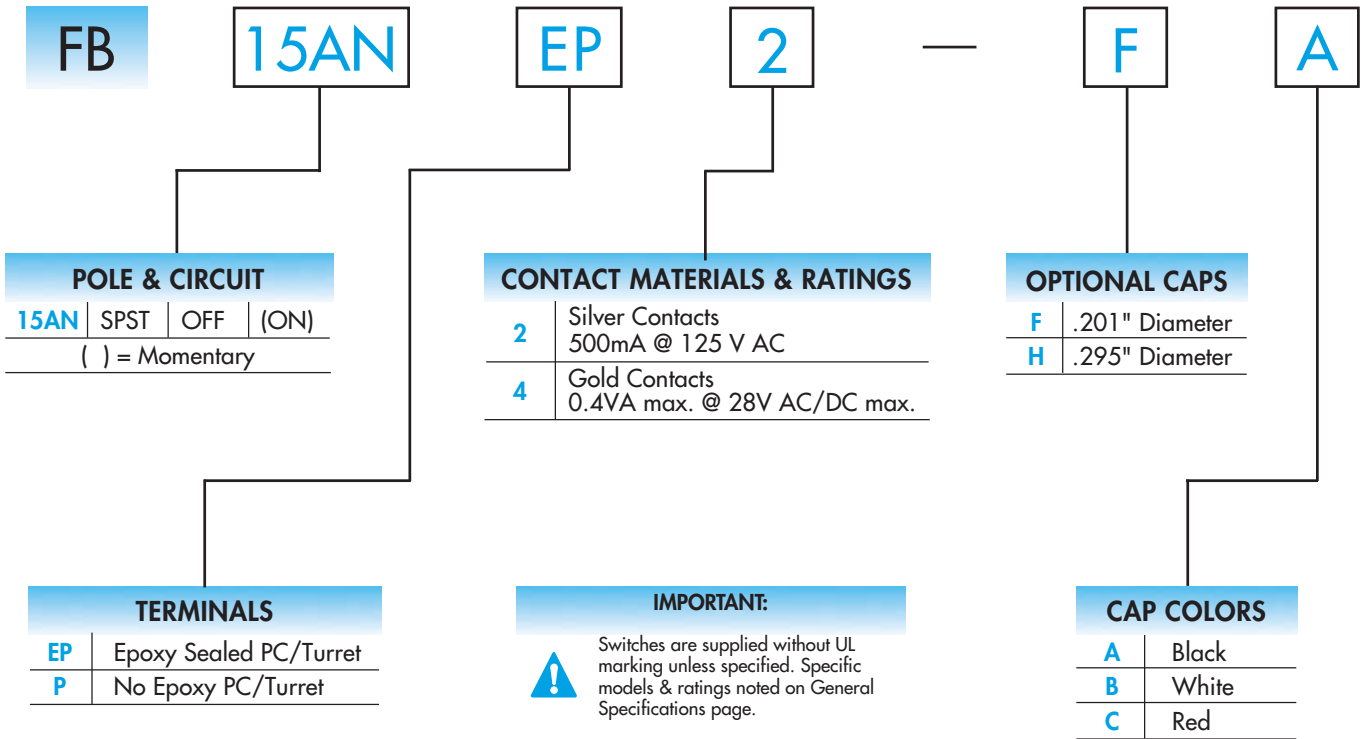 FB 15AN EP 2 — F A
POLE & CIRCUIT
15AN SPST OFF (ON)
( ) = Momentary
CONTACT MATERIALS & RATINGS
2 Silver Contacts
500mA @ 125 V AC
4 Gold Contacts
0.4VA max. @ 28V AC/DC max.
OPTIONAL CAPS
F .201" Diameter
H .295" Diameter
TERMINALS
EP Epoxy Sealed PC/Turret
P No Epoxy PC/Turret
IMPORTANT:
Switches are supplied without UL
marking unless specified. Specific
models & ratings noted on General
Specifications page.
CAP COLORS
A Black
B White
C Red